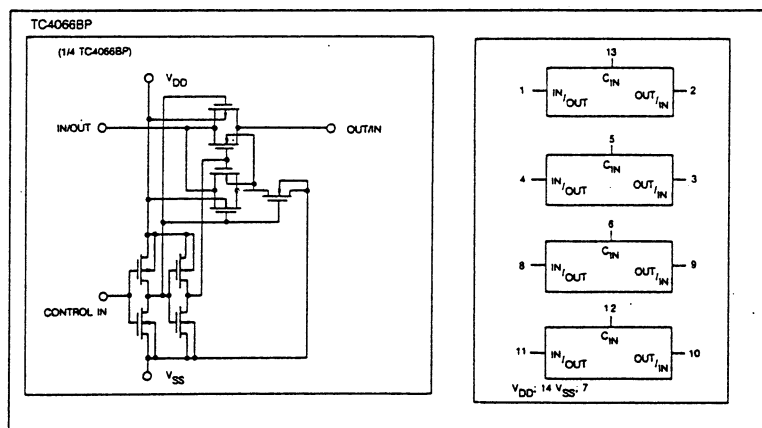 TC4066BP
(1/4 TC4066BP)
VDD
IN/OUT
OUT/IN
CONTROL IN
VSS
13
CIN
1 IN/OUT OUT/IN 2
5
CIN
4 IN/OUT OUT/IN 3
6
CIN
8 IN/OUT OUT/IN 9
12
CIN
11 IN/OUT OUT/IN 10
VDD; 14 VSS; 7